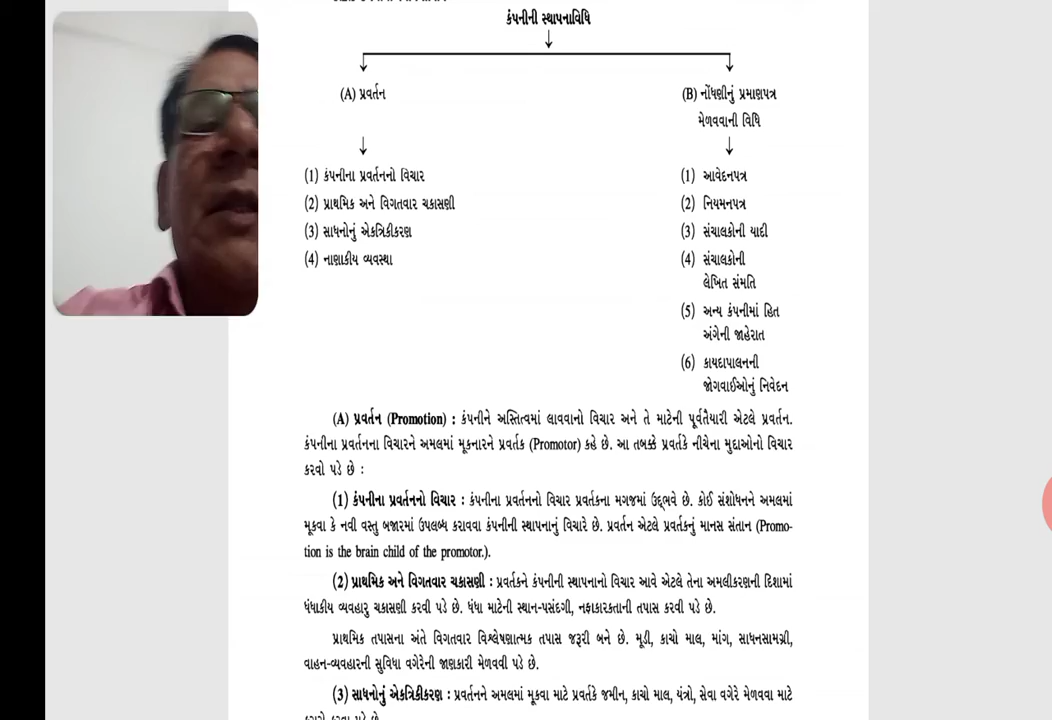 કંપનીની સ્થાપનાવિધિ
(A) પ્રવર્તન
(B) નોંધણીનું પ્રમાણપત્ર
મેળવવાની વિધિ
(1) કંપનીના પ્રવર્તનનો વિચાર
(2) પ્રાથમિક અને વિગતવાર ચકાસણી
(3) સાધનોનું એકત્રિકીકરણ
(4) નાણાકીય વ્યવસ્થા
(1) આવેદનપત્ર
(2) નિયમનપત્ર
(3) સંચાલકોની યાદી
(4) સંચાલકોની
લેખિત સંમતિ
(5) અન્ય કંપનીમાં હિત
અંગેની જાહેરાત
(6) કાયદાપાલનની
જોગવાઈઓનું નિવેદન
(A) પ્રવર્તન (Promotion) : કંપનીને અસ્તિત્વમાં લાવવાનો વિચાર અને તે માટેની પૂર્વતૈયારી એટલે પ્રવર્તન.
કંપનીના પ્રવર્તનના વિચારને અમલમાં મૂકનારને પ્રવર્તક (Promotor) કહે છે. આ તબક્કે પ્રવર્તકે નીચેના મુદ્દાઓનો વિચાર
કરવો પડે છે :
(1) કંપનીના પ્રવર્તનનો વિચાર : કંપનીના પ્રવર્તનનો વિચાર પ્રવર્તકના મગજમાં ઉદ્ભવે છે. કોઈ સંશોધનને અમલમાં
મૂકવા કે નવી વસ્તુ બજારમાં ઉપલબ્ધ કરાવવા કંપનીની સ્થાપનાનું વિચારે છે. પ્રવર્તન એટલે પ્રવર્તકનું માનસ સંતાન (Promo-
tion is the brain child of the promotor.).
(2) પ્રાથમિક અને વિગતવાર ચકાસણી : પ્રવર્તકને કંપનીની સ્થાપનાનો વિચાર આવે એટલે તેના અમલીકરણની દિશામાં
ધંધાકીય વ્યવહારુ ચકાસણી કરવી પડે છે. ધંધા માટેની સ્થાન-પસંદગી, નફાકારકતાની તપાસ કરવી પડે છે.
પ્રાથમિક તપાસના અંતે વિગતવાર વિશ્લેષણાત્મક તપાસ જરૂરી બને છે. મૂડી, કાચો માલ, માંગ, સાધનસામગ્રી,
વાહન-વ્યવહારની સુવિધા વગેરેની જાણકારી મેળવવી પડે છે.
(3) સાધનોનું એકત્રિકીકરણ : પ્રવર્તનને અમલમાં મૂકવા માટે પ્રવર્તકે જમીન, કાચો માલ, યંત્રો, સેવા વગેરે મેળવવા માટે